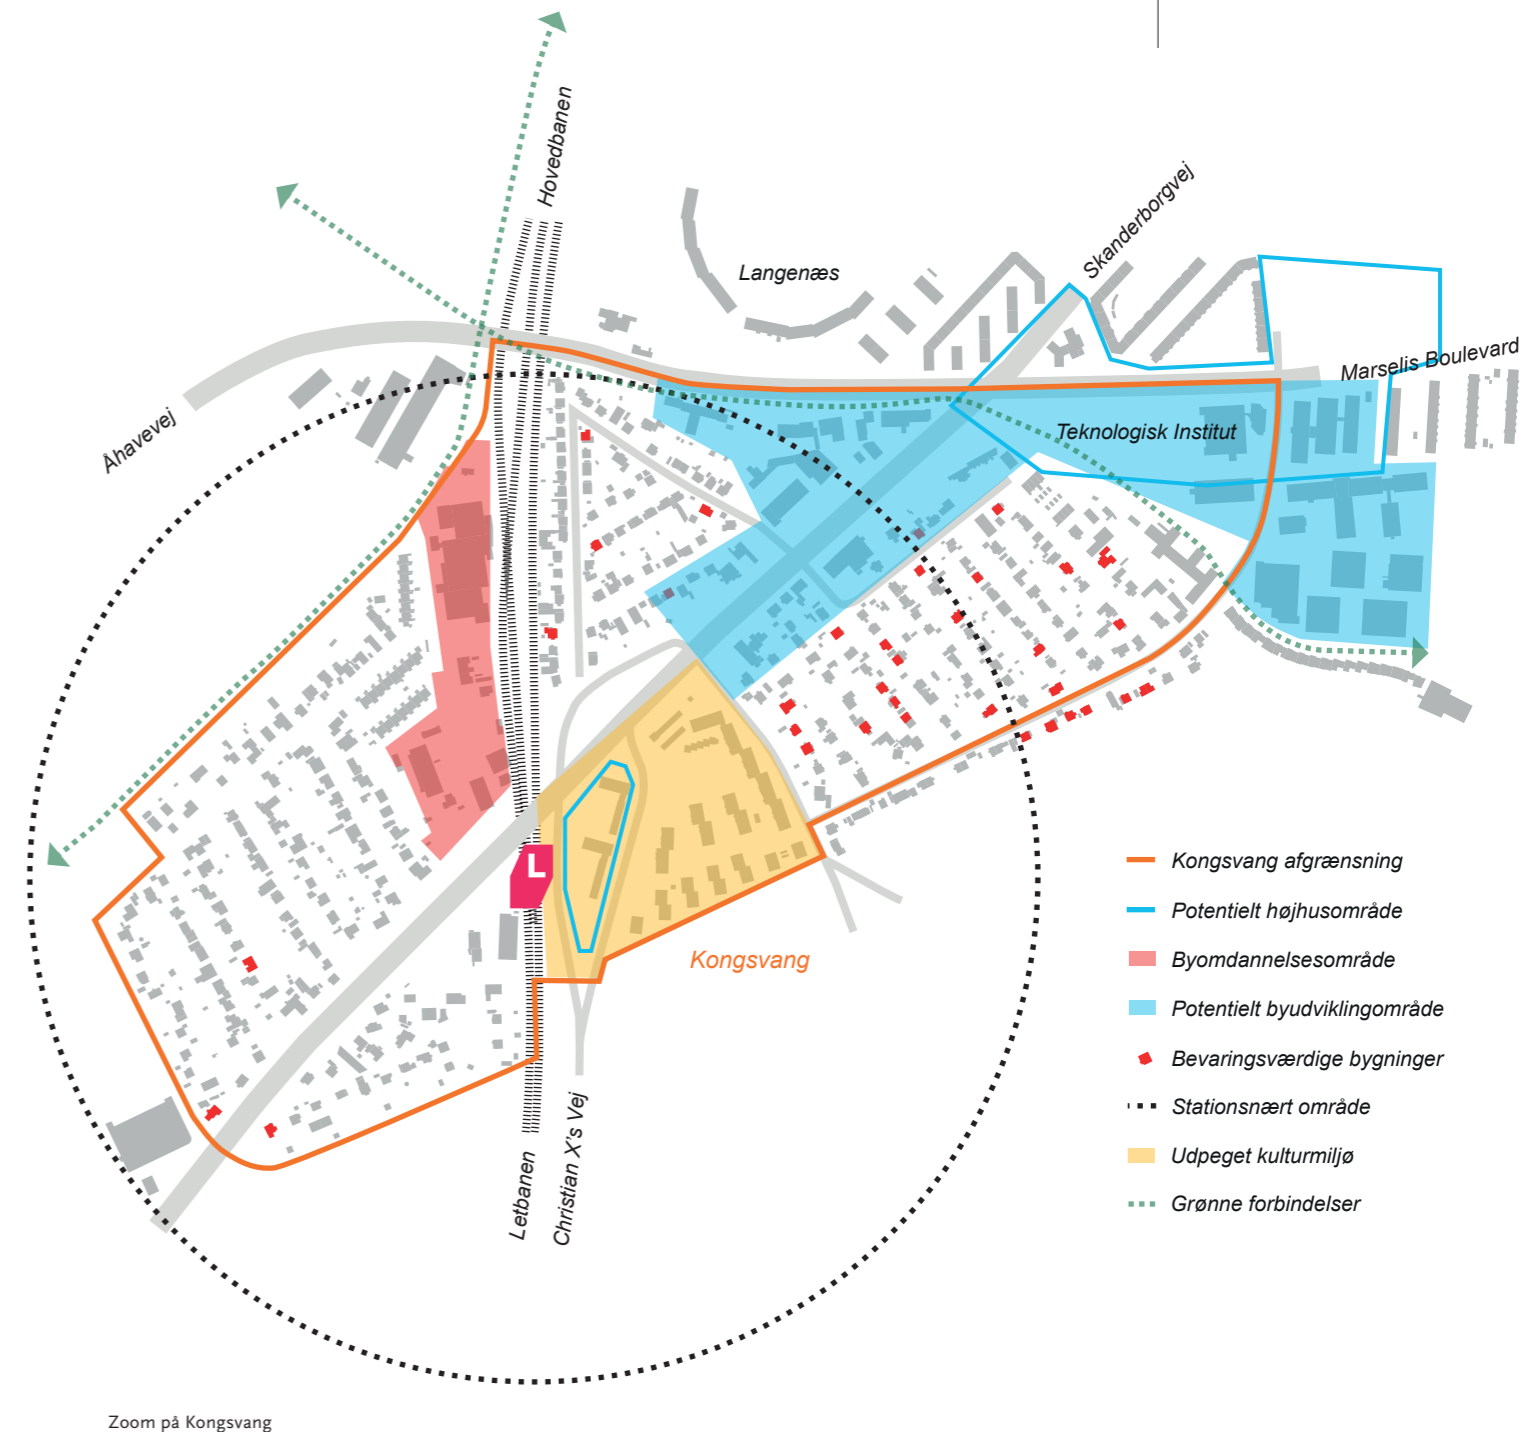 Hovedbanen
Skanderborgvej
Langenæs
Marselis Boulevard
Åhavevej
Teknologisk Institut
L
Kongsvang
Letbanen
Christian X's Vej
Kongsvang afgrænsning
Potentielt højhusområde
Byomdannelsesområde
Potentielt byudviklingområde
Bevaringsværdige bygninger
Stationsnært område
Udpeget kulturmiljø
Grønne forbindelser
Zoom på Kongsvang